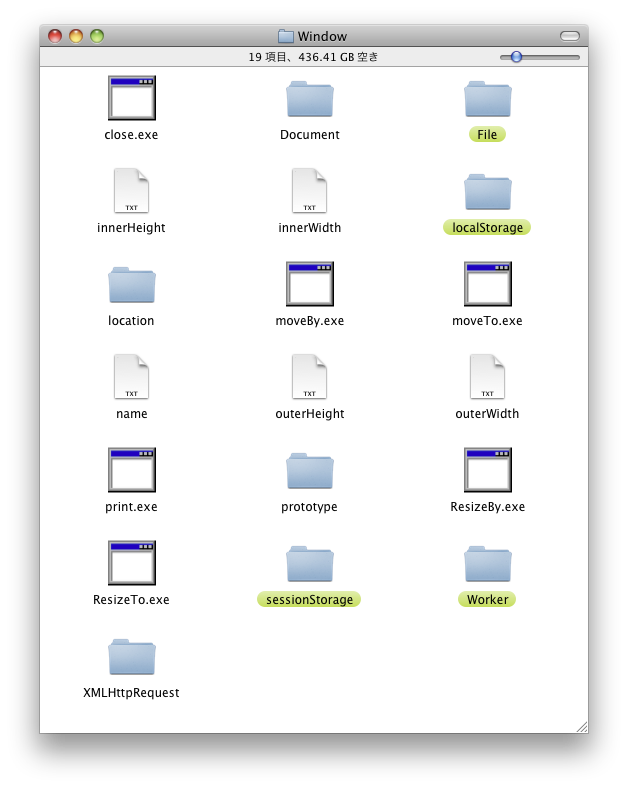 Window
19 項目、436.41 GB 空き
close.exe
Document
File
TXT
innerHeight
TXT
innerWidth
localStorage
location
moveBy.exe
moveTo.exe
TXT
name
TXT
outerHeight
TXT
outerWidth
print.exe
prototype
ResizeBy.exe
ResizeTo.exe
sessionStorage
Worker
XMLHttpRequest